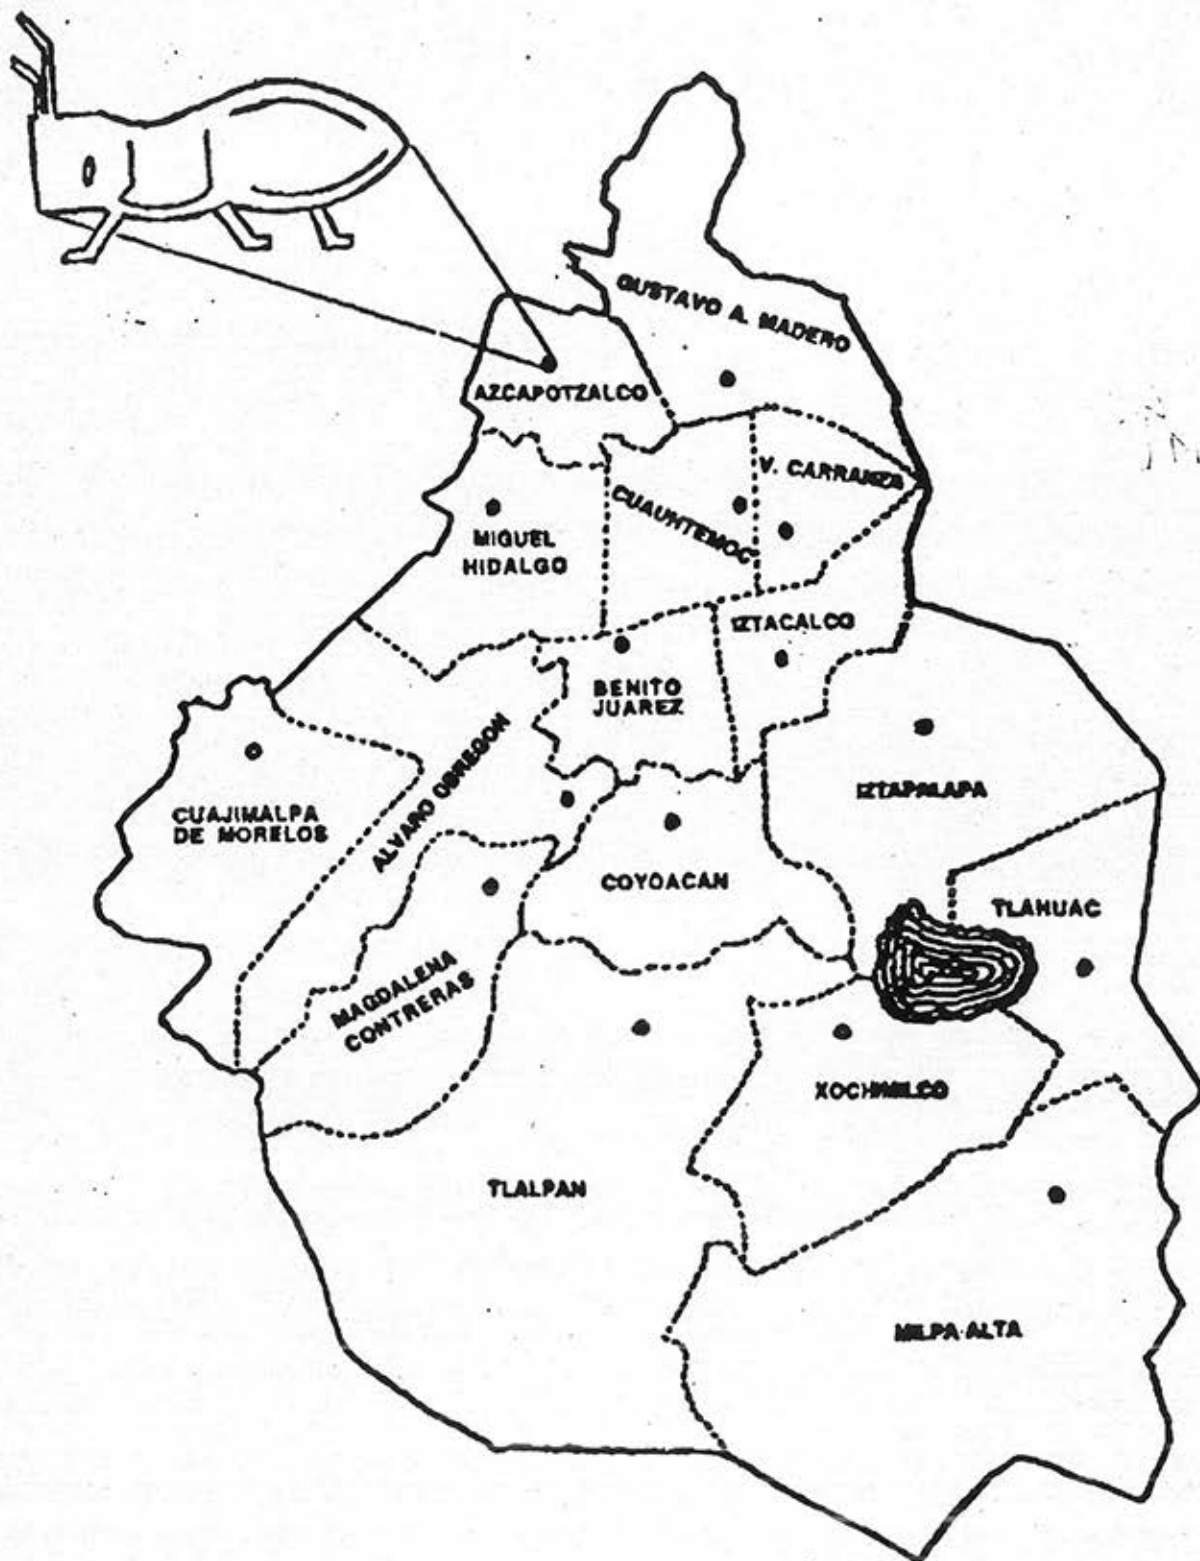 GUSTAVO A. MADERO
AZCAPOTZALCO
V. CARRANZA
CUAUHTEMOC
MIGUEL
HIDALGO
IZTACALCO
BENITO
JUAREZ
ALVARO OBREGON
IZTAPALAPA
CUAJIMALPA
DE MORELOS
COYOACAN
TLAHUAC
MAGDALENA
CONTRERAS
XOCHIMILCO
TLALPAN
MILPA ALTA